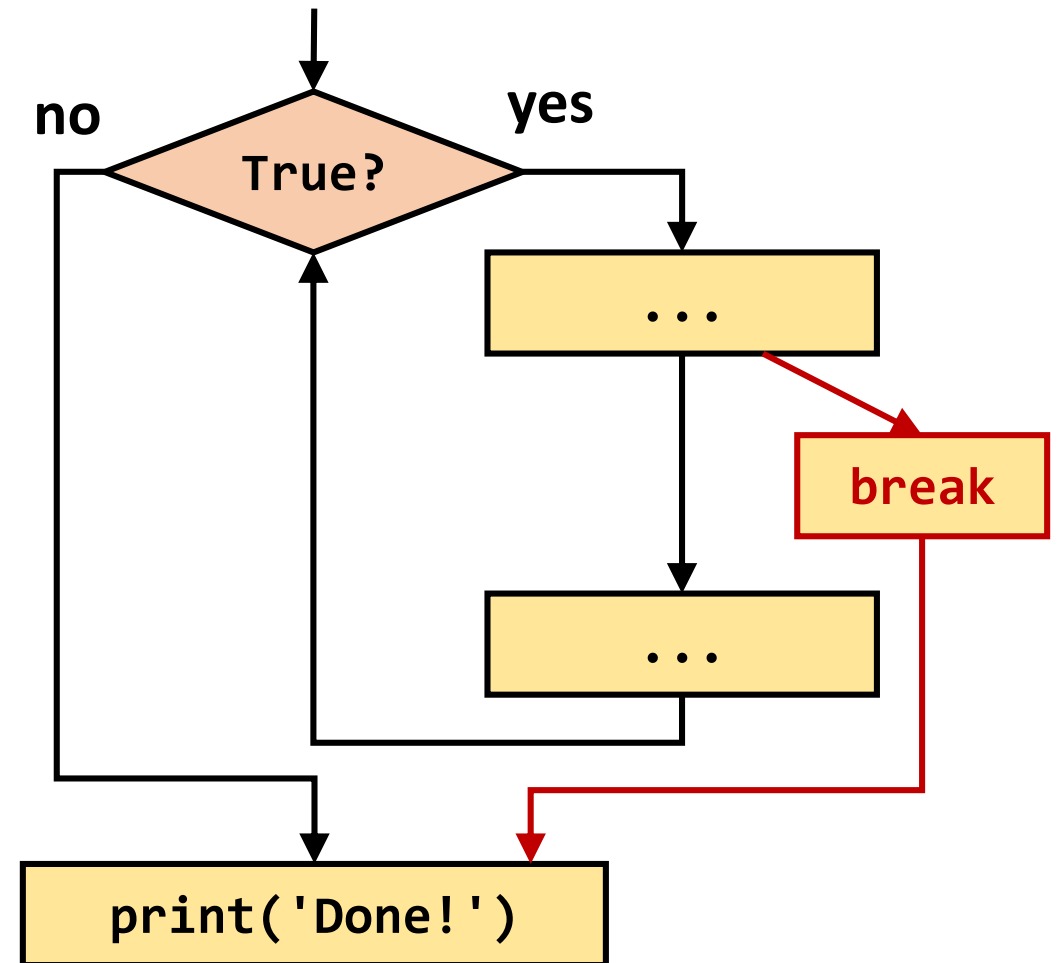 no
yes
True?
...
break
...
print('Done!')